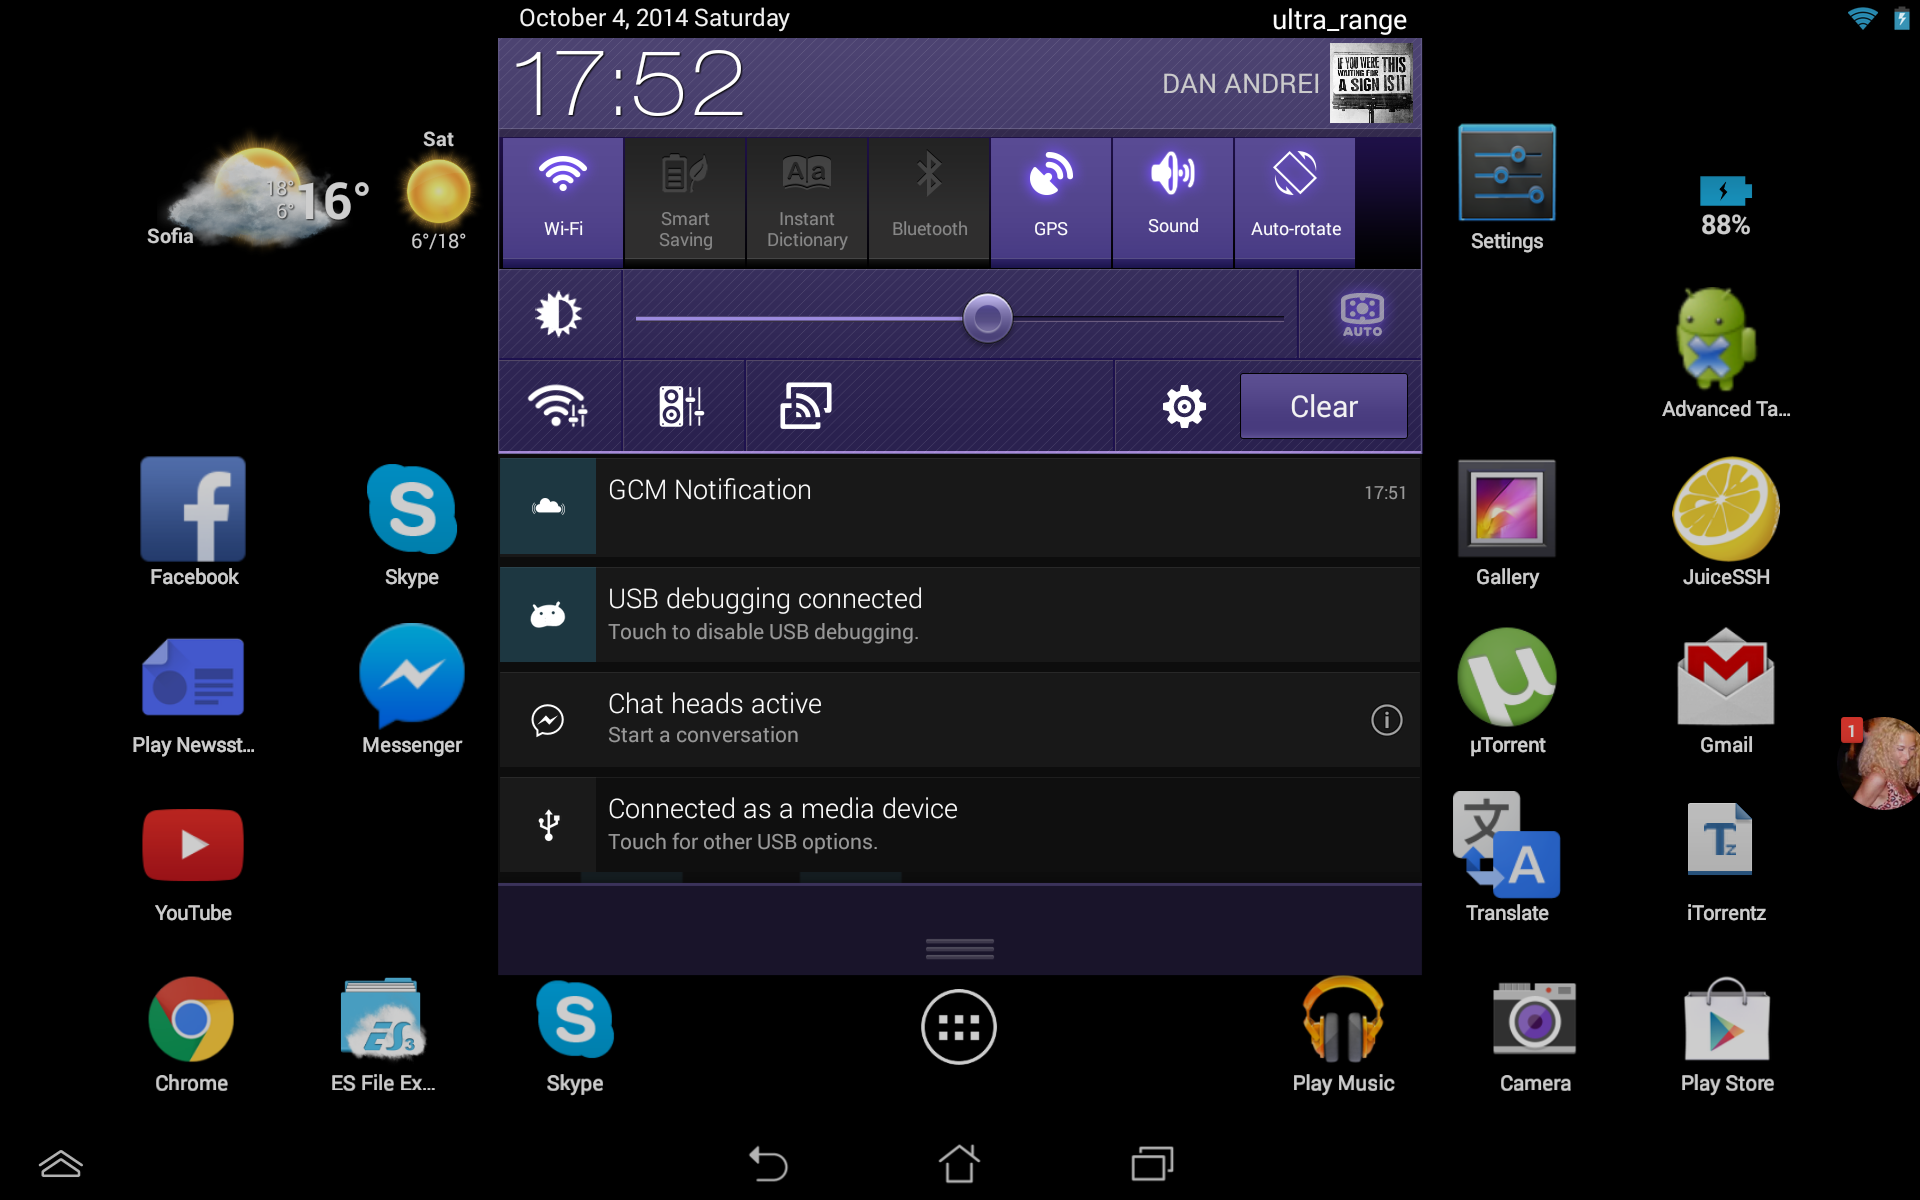 October 4, 2014 Saturday
ultra_range
17:52
DAN ANDREI
IF YOU WERE THIS
WAITING FOR
A SIGN IS IT
Sat
18°
6°
16°
Sofia
6°/18°
Wi-Fi
Smart
Saving
Aa
Instant
Dictionary
Bluetooth
GPS
Sound
Auto-rotate
Settings
88%
AUTO
Advanced Ta...
Clear
GCM Notification
17:51
USB debugging connected
Touch to disable USB debugging.
Chat heads active
Start a conversation
Connected as a media device
Touch for other USB options.
Facebook
Skype
Gallery
JuiceSSH
Play Newsst...
Messenger
µTorrent
Gmail
1
YouTube
文
A
Translate
Tz
iTorrentz
Chrome
ES3
ES File Ex...
Skype
Play Music
Camera
Play Store